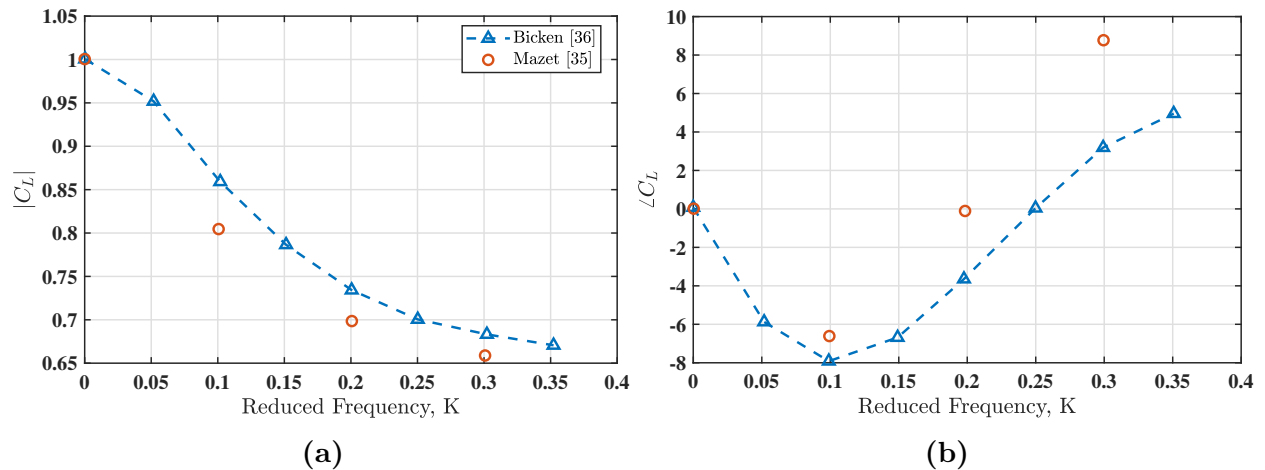 1.05
1
0.95
0.9
0.85
0.8
0.75
0.7
0.65
|C_L|
Bicken [36]
Mazet [35]
0 0.05 0.1 0.15 0.2 0.25 0.3 0.35 0.4
Reduced Frequency, K
(a)
10
8
6
4
2
0
-2
-4
-6
-8
∠C_L
0 0.05 0.1 0.15 0.2 0.25 0.3 0.35 0.4
Reduced Frequency, K
(b)